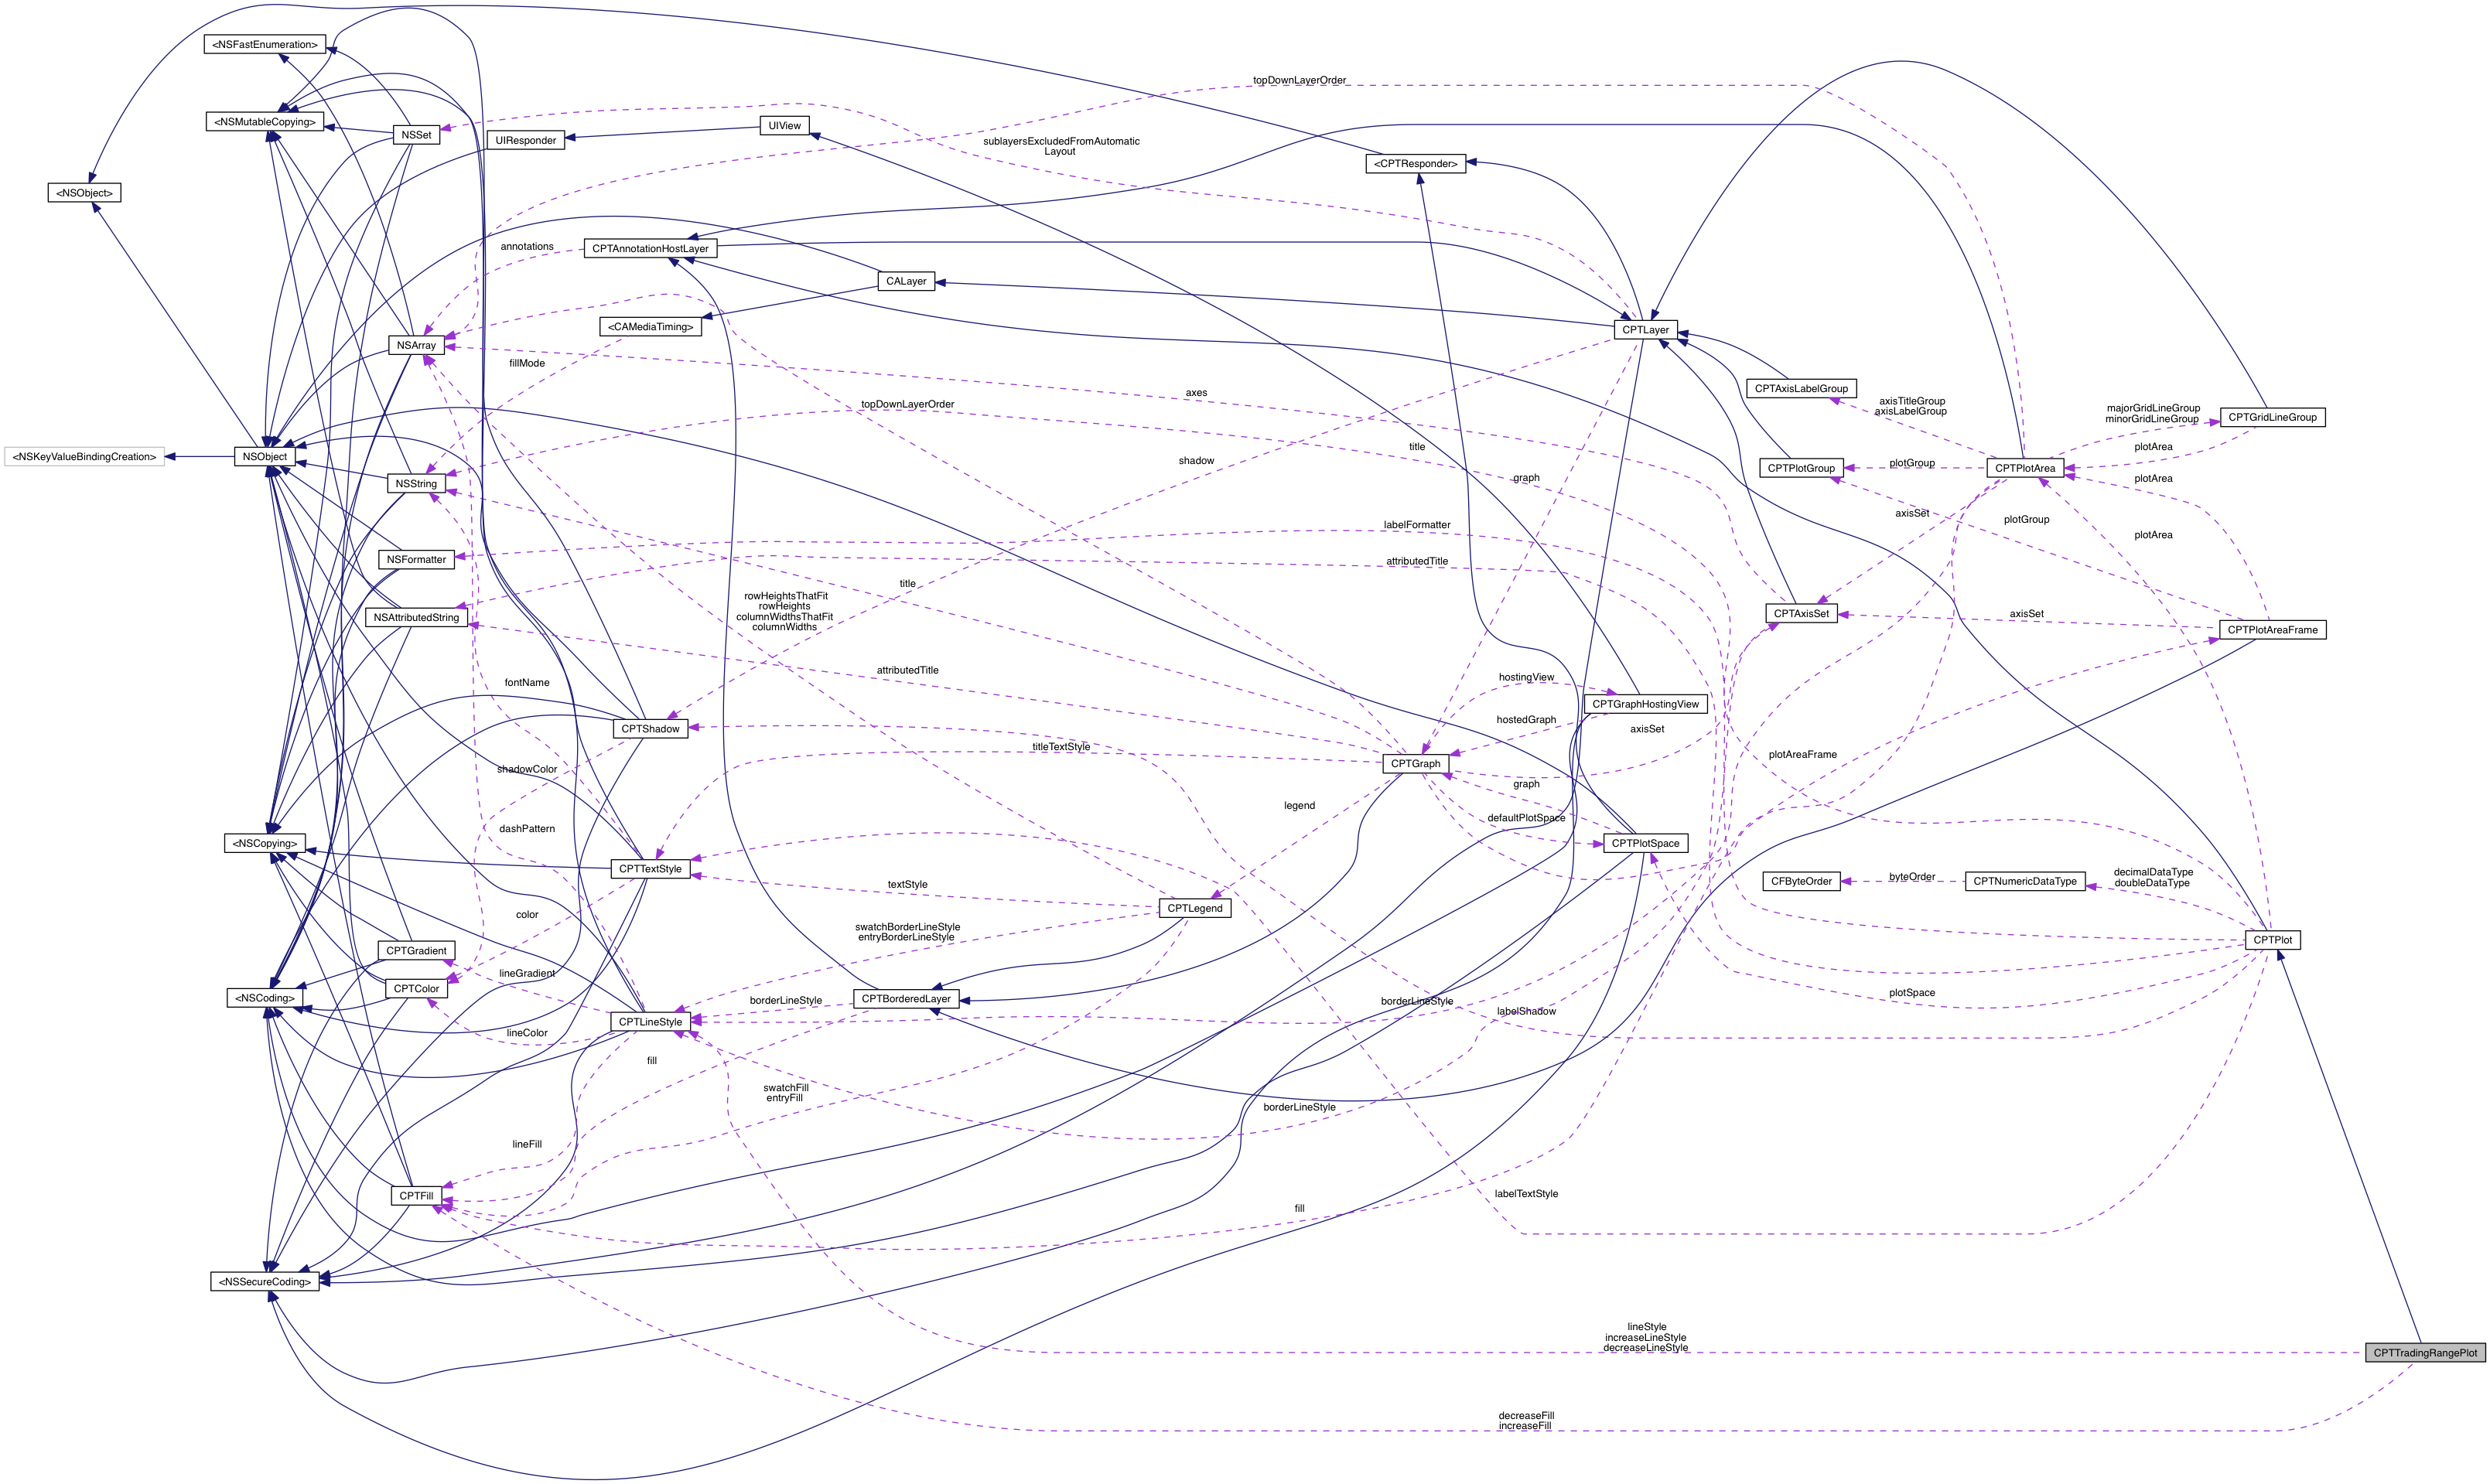 topDownLayerOrder
<NSFastEnumeration>
<NSMutableCopying>
NSSet
UIResponder
UIView
sublayersExcludedFromAutomatic
Layout
<CPTResponder>
<NSObject>
annotations
CPTAnnotationHostLayer
CALayer
<CAMediaTiming>
CPTLayer
NSArray
fillMode
axes
CPTAxisLabelGroup
axisTitleGroup
axisLabelGroup
majorGridLineGroup
minorGridLineGroup
CPTGridLineGroup
topDownLayerOrder
title
plotArea
<NSKeyValueBindingCreation>
NSObject
shadow
plotGroup
CPTPlotGroup
CPTPlotArea
NSString
graph
plotArea
axisSet
plotGroup
labelFormatter
plotArea
NSFormatter
attributedTitle
title
rowHeightsThatFit
rowHeights
columnWidthsThatFit
columnWidths
NSAttributedString
CPTAxisSet
axisSet
CPTPlotAreaFrame
attributedTitle
hostingView
fontName
CPTGraphHostingView
hostedGraph
CPTShadow
axisSet
titleTextStyle
plotAreaFrame
shadowColor
CPTGraph
graph
legend
defaultPlotSpace
dashPattern
<NSCopying>
CPTPlotSpace
CPTTextStyle
decimalDataType
doubleDataType
byteOrder
CFByteOrder
CPTNumericDataType
textStyle
color
CPTLegend
swatchBorderLineStyle
entryBorderLineStyle
CPTPlot
CPTGradient
lineGradient
CPTColor
plotSpace
<NSCoding>
borderLineStyle
CPTBorderedLayer
borderLineStyle
labelShadow
CPTLineStyle
lineColor
fill
swatchFill
entryFill
borderLineStyle
lineFill
CPTFill
labelTextStyle
fill
<NSSecureCoding>
lineStyle
increaseLineStyle
decreaseLineStyle
CPTTradingRangePlot
decreaseFill
increaseFill